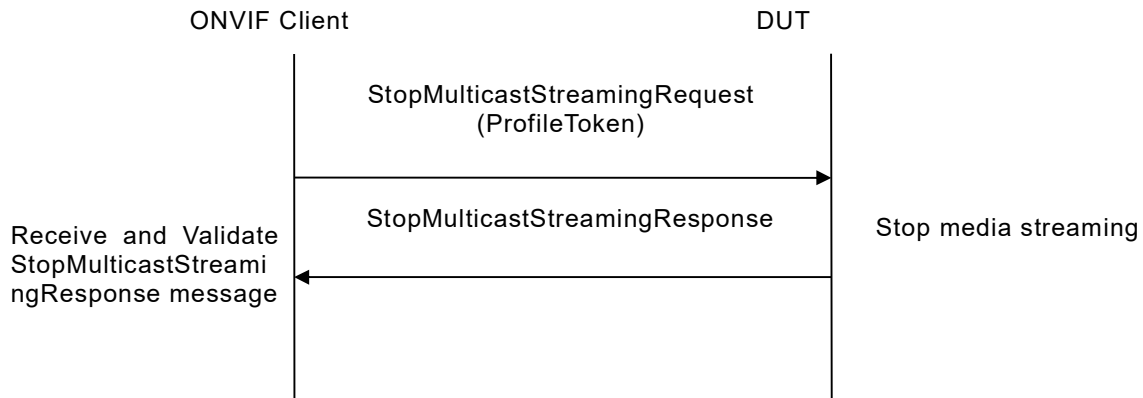 ONVIF Client
DUT
StopMulticastStreamingRequest
(ProfileToken)
StopMulticastStreamingResponse
Stop media streaming
Receive and Validate
StopMulticastStreami
ngResponse message